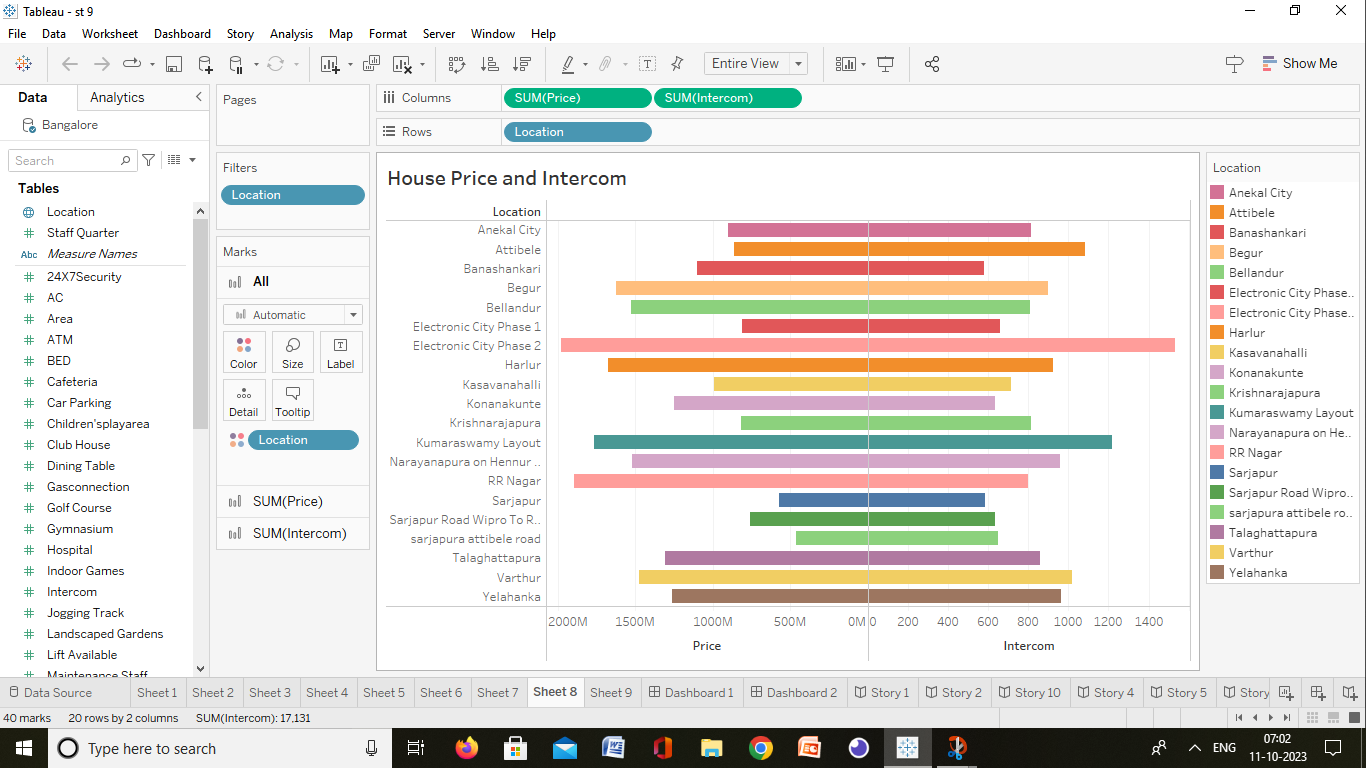 Tableau - st 9
File Data Worksheet Dashboard Story Analysis Map Format Server Window Help
Entire View
Show Me
Data Analytics
Bangalore
Search
Tables
Location
Staff Quarter
Abc Measure Names
24X7Security
AC
Area
ATM
BED
Cafeteria
Car Parking
Children'splayarea
Club House
Dining Table
Gasconnection
Golf Course
Gymnasium
Hospital
Indoor Games
Intercom
Jogging Track
Landscaped Gardens
Lift Available
Maintenance Staff
Pages
Filters
Location
Marks
All
Automatic
Color Size Label
Detail Tooltip
Location
SUM(Price)
SUM(Intercom)
Columns SUM(Price) SUM(Intercom)
Rows Location
House Price and Intercom
Location
Anekal City
Attibele
Banashankari
Begur
Bellandur
Electronic City Phase 1
Electronic City Phase 2
Harlur
Kasavanahalli
Konanakunte
Krishnarajapura
Kumaraswamy Layout
Narayanapura on Hennur ..
RR Nagar
Sarjapur
Sarjapur Road Wipro To R..
sarjapura attibele road
Talaghattapura
Varthur
Yelahanka
2000M 1500M 1000M 500M 0M 0 200 400 600 800 1000 1200 1400
Price Intercom
Location
Anekal City
Attibele
Banashankari
Begur
Bellandur
Electronic City Phase..
Electronic City Phase..
Harlur
Kasavanahalli
Konanakunte
Krishnarajapura
Kumaraswamy Layout
Narayanapura on He..
RR Nagar
Sarjapur
Sarjapur Road Wipro..
sarjapura attibele ro..
Talaghattapura
Varthur
Yelahanka
Data Source Sheet 1 Sheet 2 Sheet 3 Sheet 4 Sheet 5 Sheet 6 Sheet 7 Sheet 8 Sheet 9 Dashboard 1 Dashboard 2 Story 1 Story 2 Story 10 Story 4 Story 5 Story
40 marks 20 rows by 2 columns SUM(Intercom): 17,131
Type here to search
ENG
07:02
11-10-2023